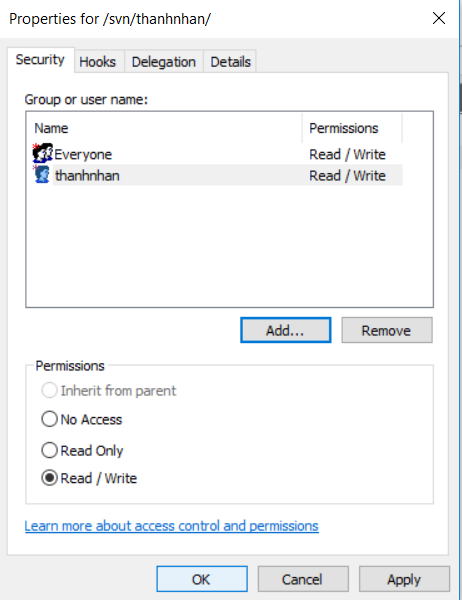 Properties for /svn/thanhnhan/
Security Hooks Delegation Details
Group or user name:
Name Permissions
Everyone Read / Write
thanhnhan Read / Write
Add... Remove
Permissions
Inherit from parent
No Access
Read Only
Read / Write
Learn more about access control and permissions
OK Cancel Apply